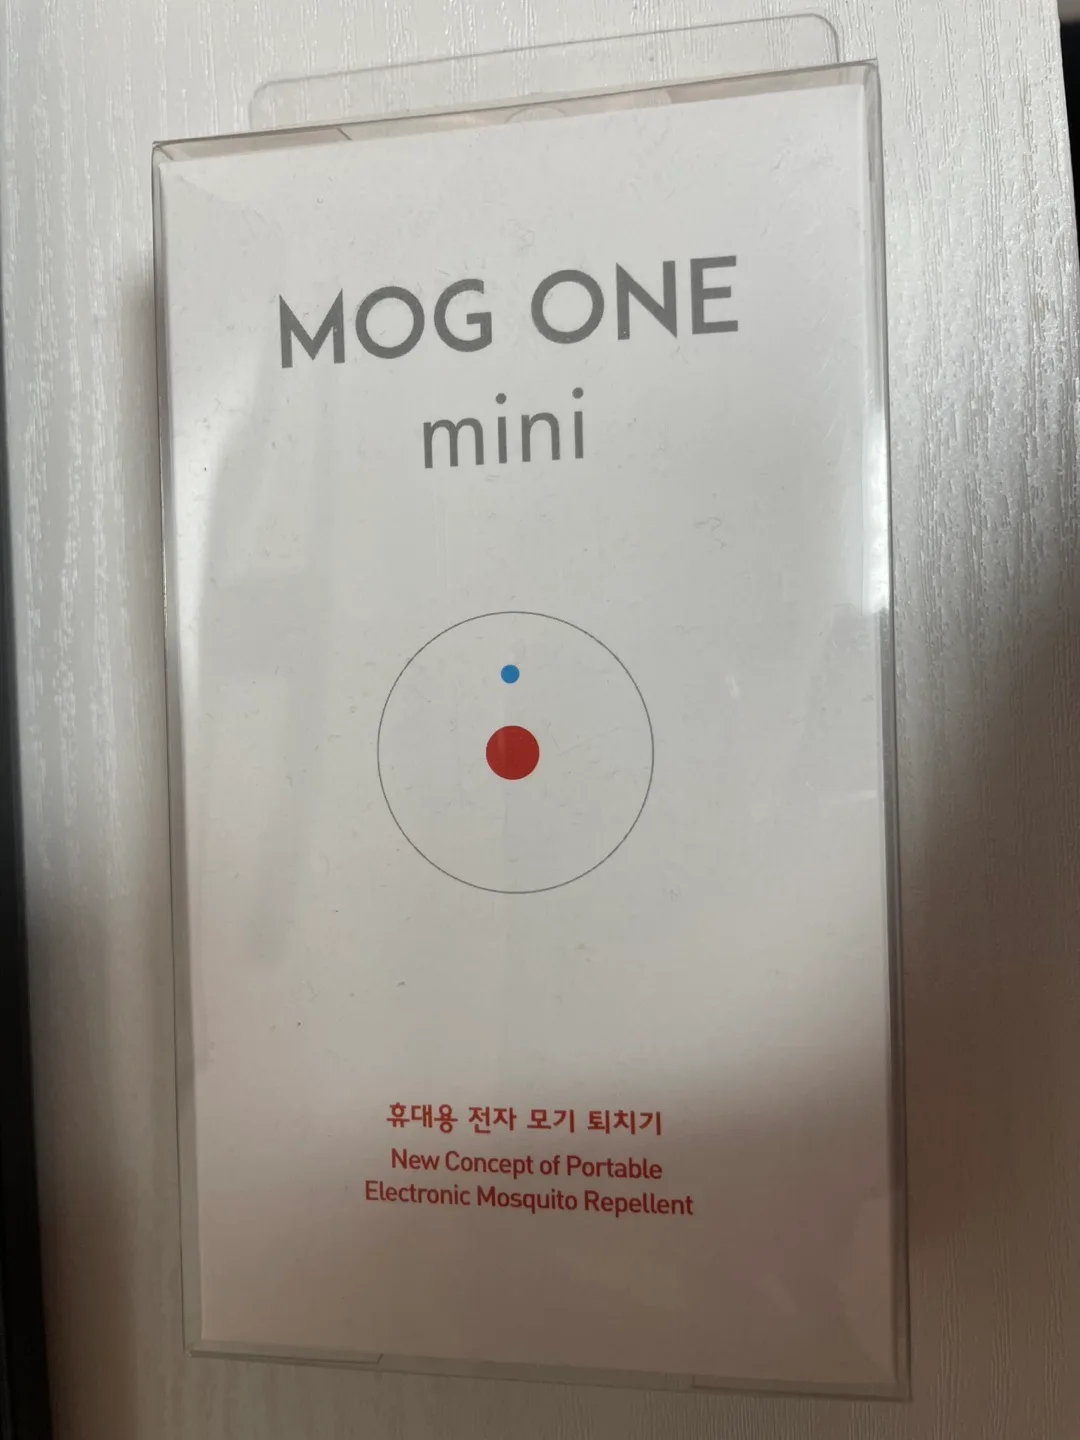 MOG ONE
mini
휴대용 전자 모기 퇴치기
New Concept of Portable
Electronic Mosquito Repellent